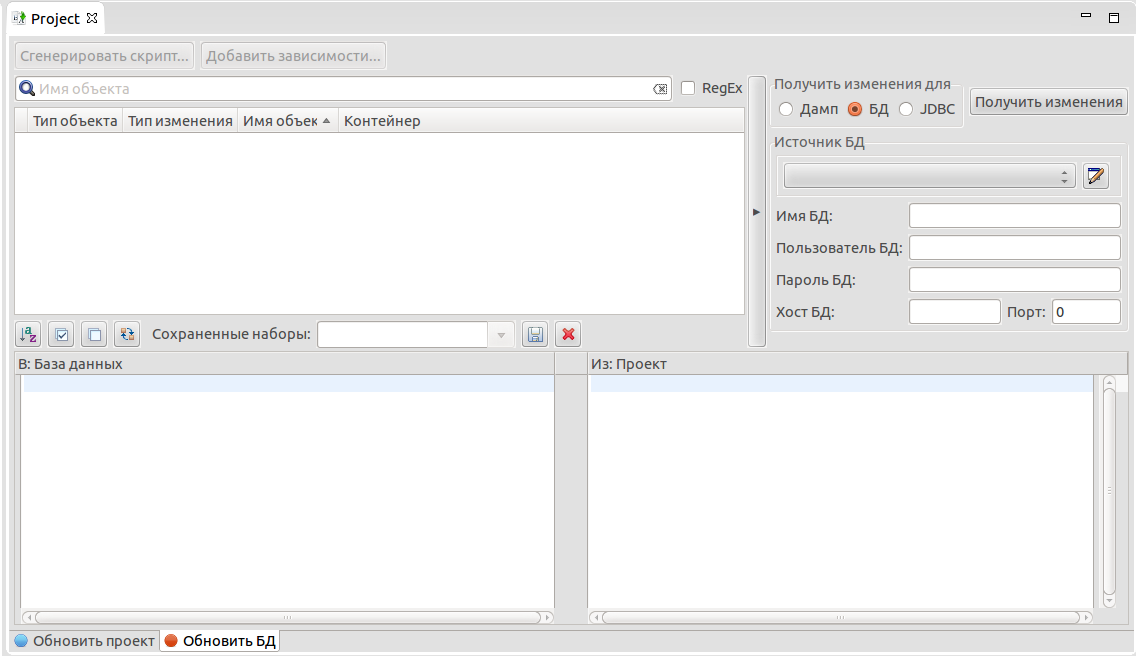 Project
Сгенерировать скрипт... Добавить зависимости...
Имя объекта RegEx
Тип объекта Тип изменения Имя объек Контейнер
Получить изменения для
Дамп БД JDBC Получить изменения
Источник БД
Имя БД:
Пользователь БД:
Пароль БД:
Хост БД: Порт: 0
Сохраненные наборы:
В: База данных Из: Проект
Обновить проект Обновить БД